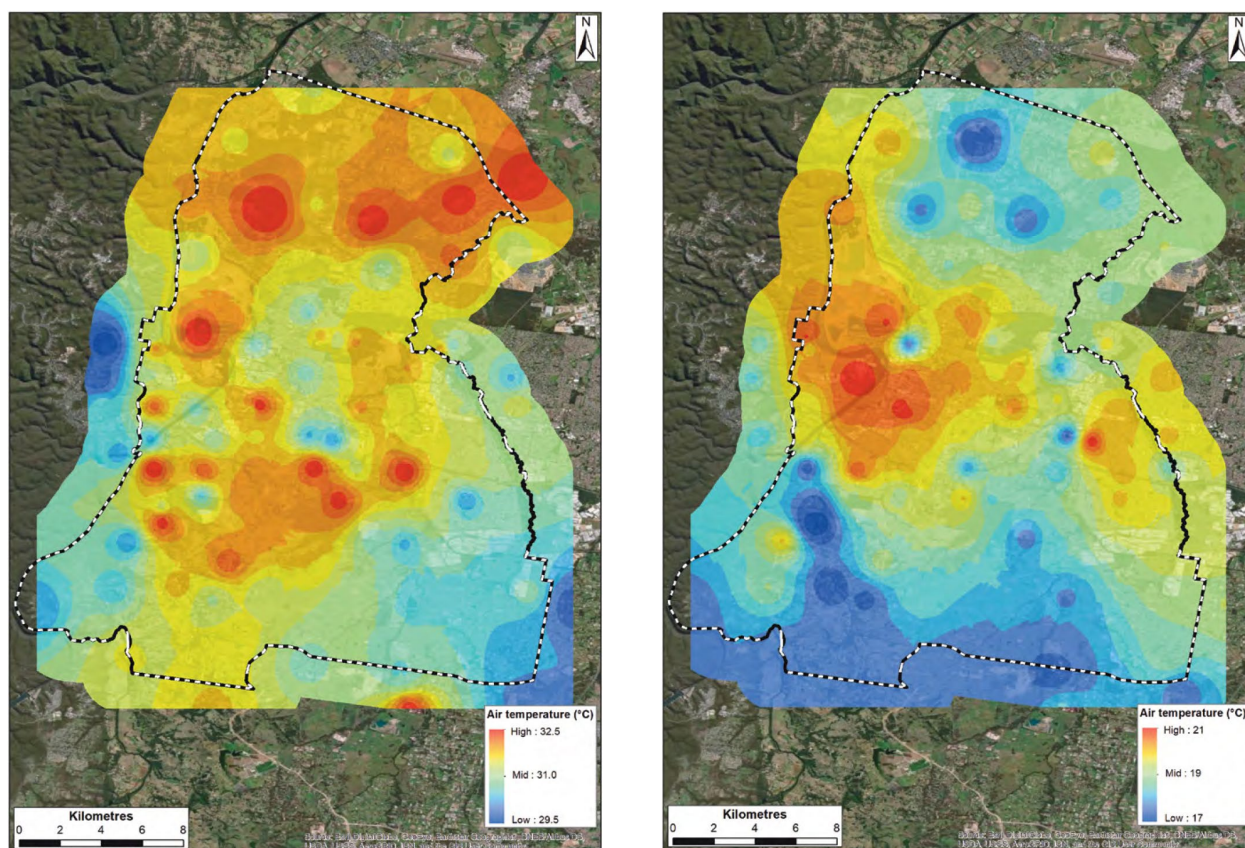 N
Air temperature (°C)
High : 32.5
Mid : 31.0
Low : 29.5
Kilometres
0 2 4 6 8
N
Air temperature (°C)
High : 21
Mid : 19
Low : 17
Kilometres
0 2 4 6 8